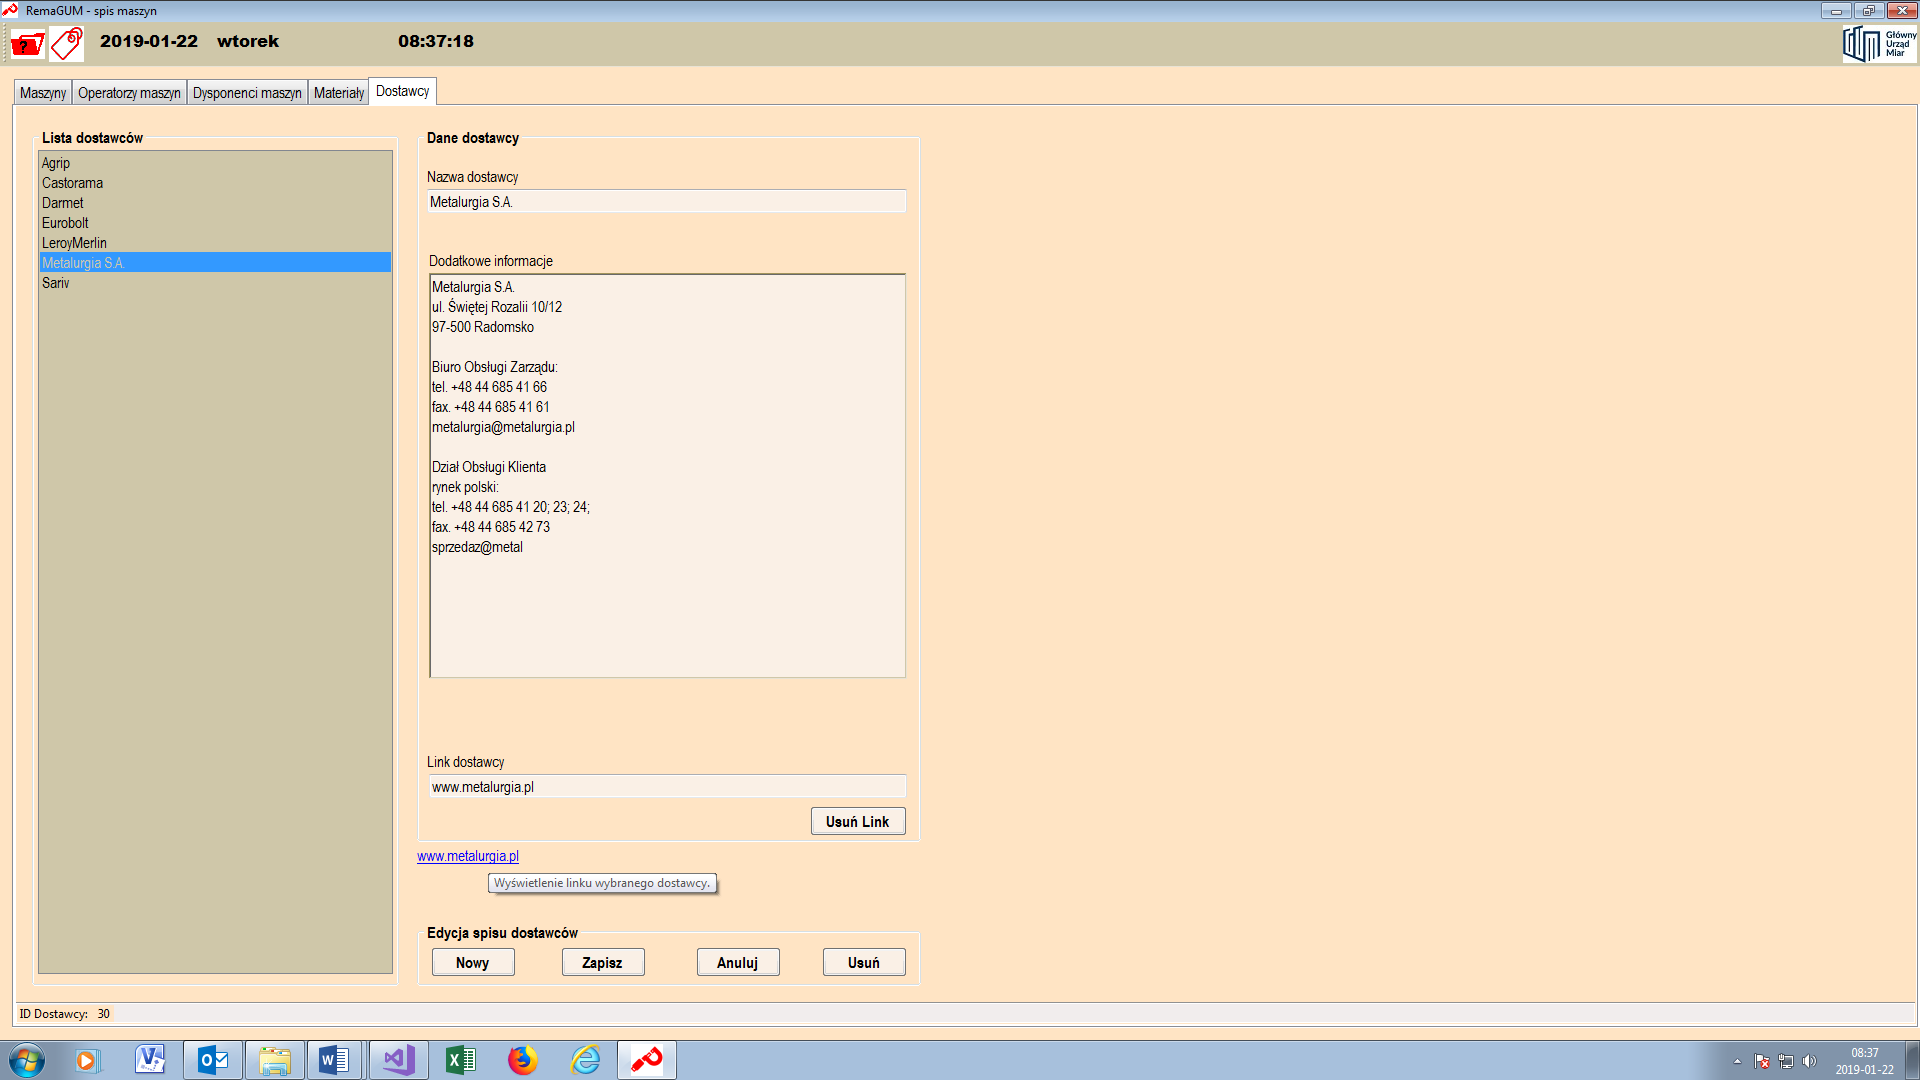 RemaGUM - spis maszyn
2019-01-22 wtorek 08:37:18
Główny
Urząd
Miar
Maszyny Operatorzy maszyn Dysponenci maszyn Materiały Dostawcy
Lista dostawców
Agrip
Castorama
Darmet
Eurobolt
LeroyMerlin
Metalurgia S.A.
Sariv
Dane dostawcy
Nazwa dostawcy
Metalurgia S.A.
Dodatkowe informacje
Metalurgia S.A.
ul. Świętej Rozalii 10/12
97-500 Radomsko
Biuro Obsługi Zarządu:
tel. +48 44 685 41 66
fax. +48 44 685 41 61
metalurgia@metalurgia.pl
Dział Obsługi Klienta
rynek polski:
tel. +48 44 685 41 20; 23; 24;
fax. +48 44 685 42 73
sprzedaz@metal
Link dostawcy
www.metalurgia.pl
Usuń Link
www.metalurgia.pl
Wyświetlenie linku wybranego dostawcy.
Edycja spisu dostawców
Nowy Zapisz Anuluj Usuń
ID Dostawcy: 30
08:37
2019-01-22